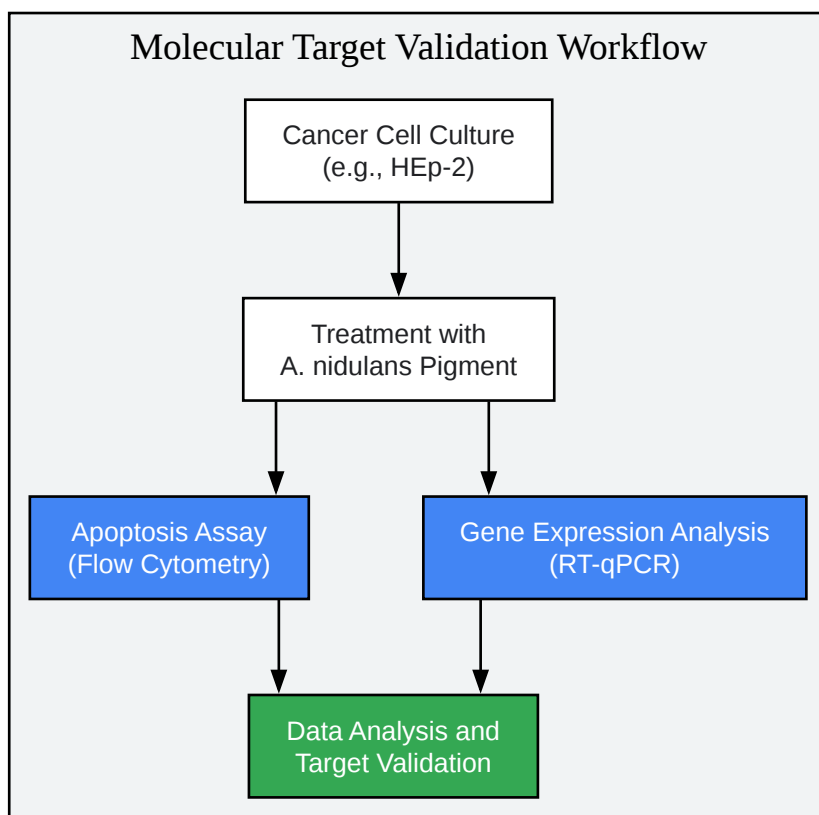 Molecular Target Validation Workflow
Cancer Cell Culture
(e.g., HEp-2)
Treatment with
A. nidulans Pigment
Apoptosis Assay
(Flow Cytometry)
Gene Expression Analysis
(RT-qPCR)
Data Analysis and
Target Validation